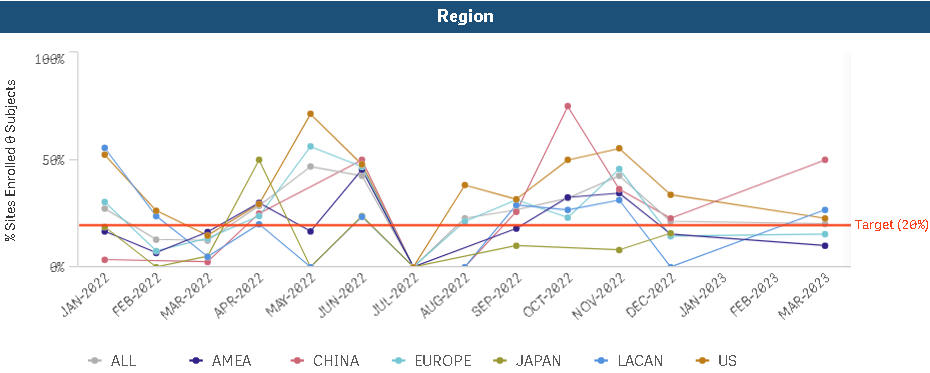 Region
% Sites Enrolled 0 Subjects
100%
50%
0%
Target (20%)
JAN-2022
FEB-2022
MAR-2022
APR-2022
MAY-2022
JUN-2022
JUL-2022
AUG-2022
SEP-2022
OCT-2022
NOV-2022
DEC-2022
JAN-2023
FEB-2023
MAR-2023
ALL AMEA CHINA EUROPE JAPAN LACAN US